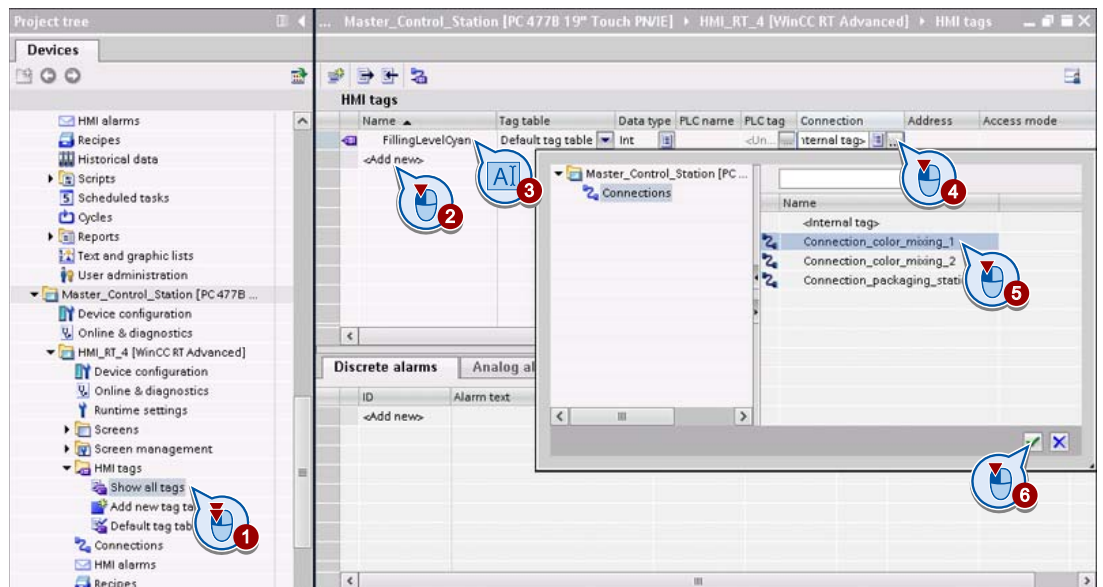 Project tree
... Master_Control_Station [PC 477B 19" Touch PN/IE] HMI_RT_4 [WinCC RT Advanced] HMI tags
Devices
HMI tags
Name Tag table Data type PLC name PLC tag Connection Address Access mode
FillingLevelCyan Default tag table Int <Un... nternal tag> ...
<Add new>
HMI alarms
Recipes
Historical data
Scripts
Scheduled tasks
Cycles
Reports
Text and graphic lists
User administration
Master_Control_Station [PC 477B ...
Device configuration
Online & diagnostics
HMI_RT_4 [WinCC RT Advanced]
Device configuration
Online & diagnostics
Runtime settings
Screens
Screen management
HMI tags
Show all tags
Add new tag ta
Default tag tab
Connections
HMI alarms
Recipes
Master_Control_Station [PC ...
Connections
Name
<Internal tag>
Connection_color_mixing_1
Connection_color_mixing_2
Connection_packaging_stati
Discrete alarms Analog al
ID Alarm text
<Add new>
AI
1
2
3
4
5
6